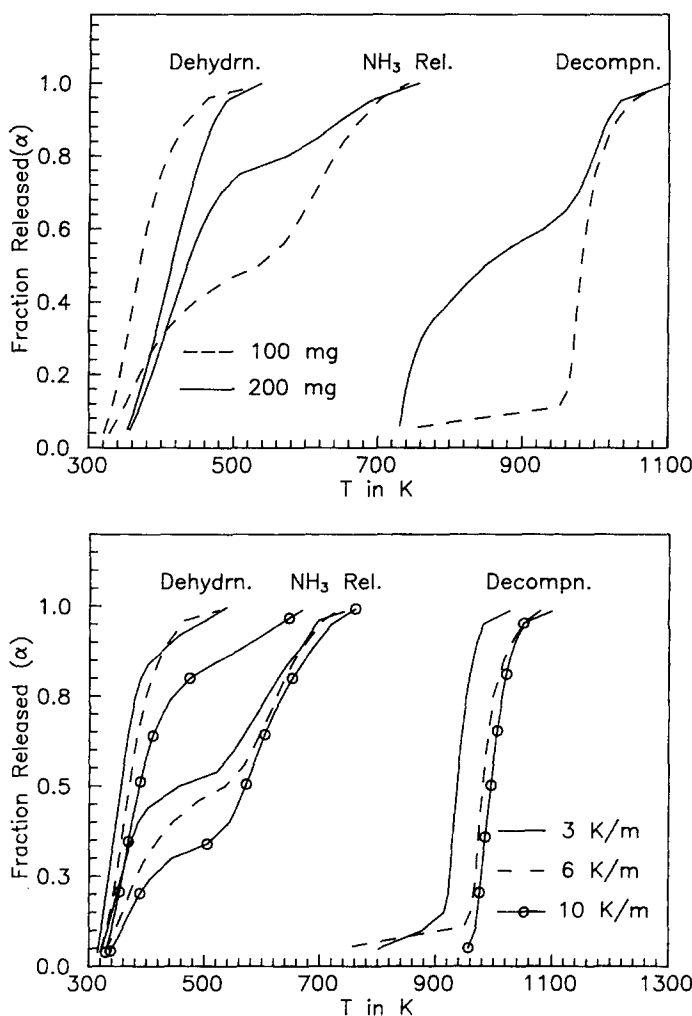 Dehydrn. NH₃ Rel. Decompn.
Fraction Released(α)
1.0
0.8
0.6
0.4
0.2
0.0
100 mg
200 mg
300 500 700 900 1100
T in K
Dehydrn. NH₃ Rel. Decompn.
Fraction Released (α)
1.0
0.8
0.5
0.3
0.0
3 K/m
6 K/m
10 K/m
300 500 700 900 1100 1300
T in K